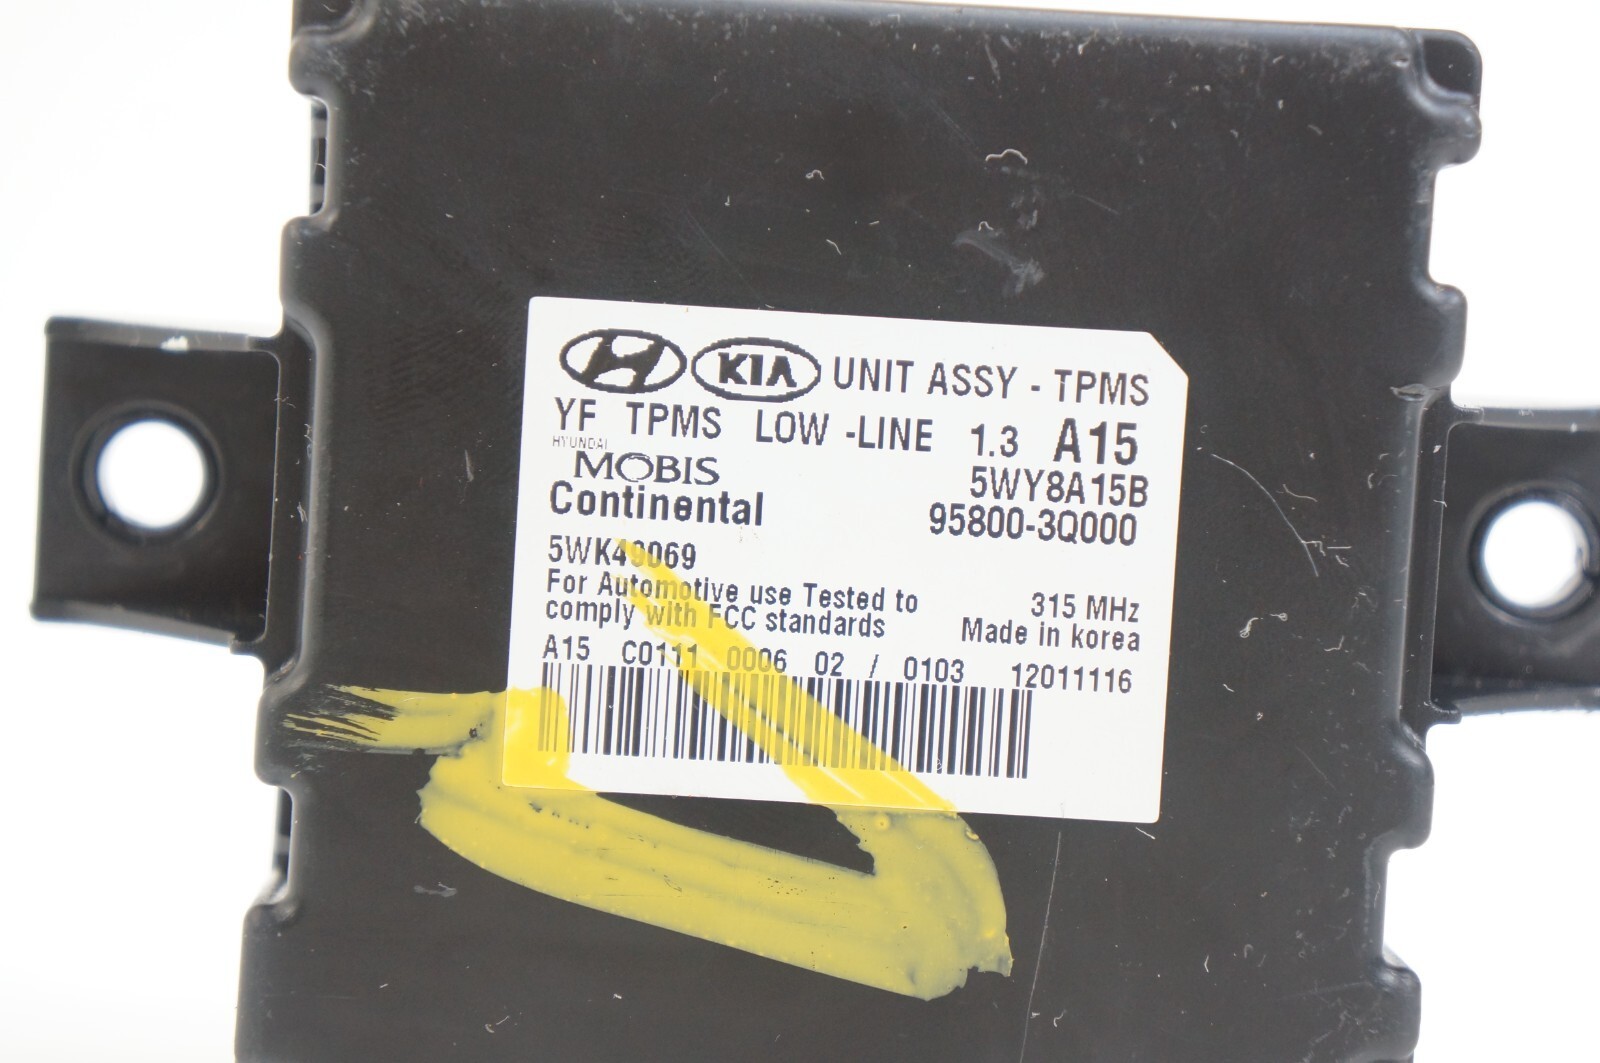 KIA UNIT ASSY - TPMS
YF TPMS LOW -LINE 1.3 A15
HYUNDAI
MOBIS 5WY8A15B
Continental 95800-3Q000
5WK49069
For Automotive use Tested to 315 MHz
comply with FCC standards Made in korea
A15 C0111 0006 02 / 0103 12011116